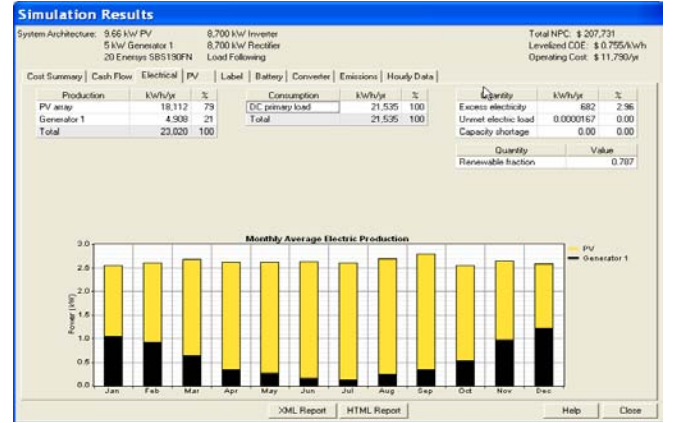 Simulation Results
System Architecture: 9.66 kW PV 8,700 kW Inverter Total NPC: $ 207,731
5 kW Generator 1 8,700 kW Rectifier Levelized COE: $ 0.755/kWh
20 Enersys SBS190FN Load Following Operating Cost: $ 11,790/yr
Cost Summary Cash Flow Electrical PV Label Battery Converter Emissions Hourly Data
Production kWh/yr %
PV array 18,112 79
Generator 1 4,908 21
Total 23,020 100
Consumption kWh/yr %
DC primary load 21,535 100
Total 21,535 100
Quantity kWh/yr %
Excess electricity 682 2.96
Unmet electric load 0.0000167 0.00
Capacity shortage 0.00 0.00
Quantity Value
Renewable fraction 0.787
Monthly Average Electric Production
Power (kW)
3.0
2.5
2.0
1.5
1.0
0.5
0.0
Jan Feb Mar Apr May Jun Jul Aug Sep Oct Nov Dec
PV
Generator 1
XML Report HTML Report Help Close